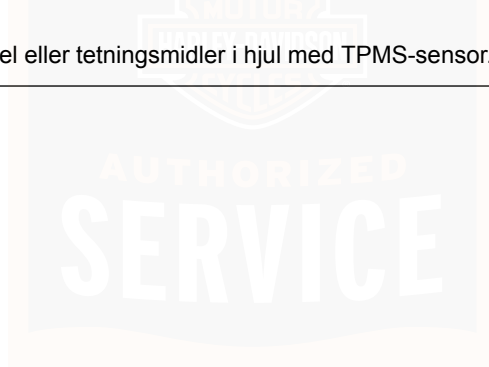 MOTOR
HARLEY-DAVIDSON
el eller tetningsmidler i hjul med TPMS-sensor.
CYCLES
AUTHORIZED
SERVICE